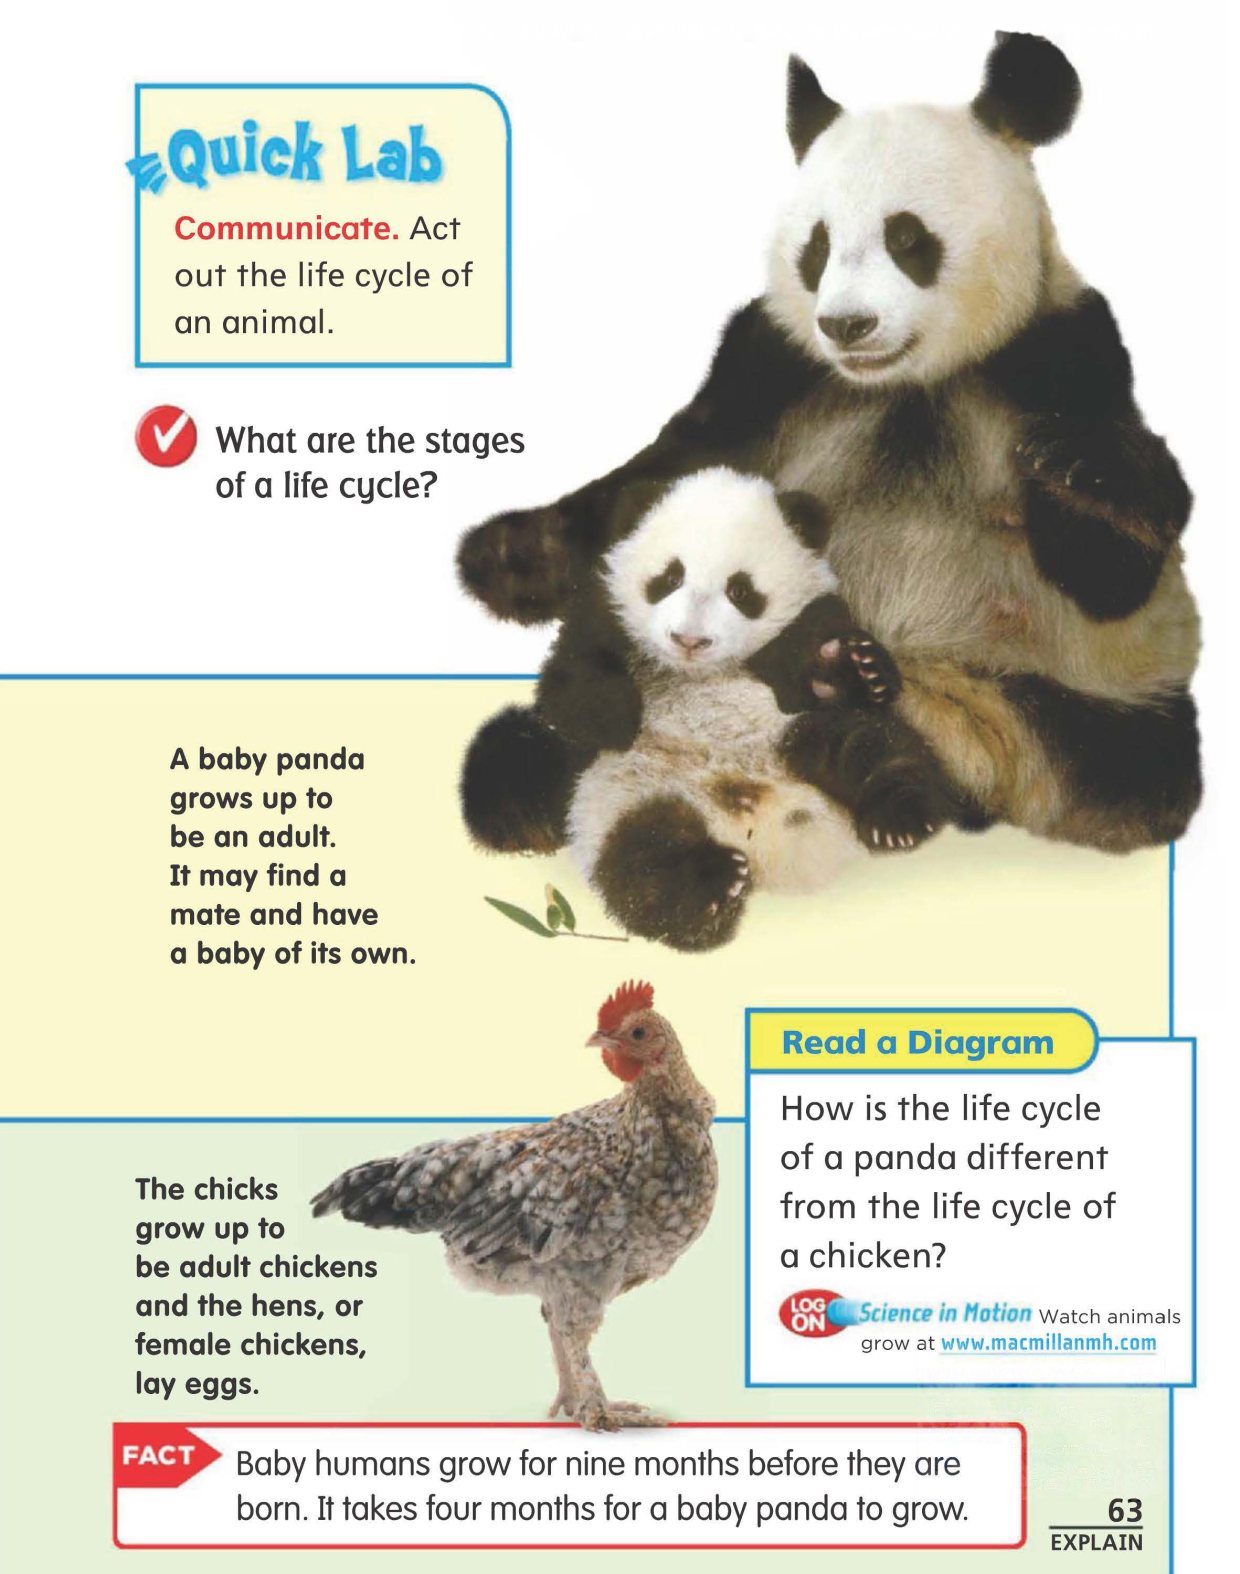 Quick Lab
Communicate. Act
out the life cycle of
an animal.
What are the stages
of a life cycle?
A baby panda
grows up to
be an adult.
It may find a
mate and have
a baby of its own.
Read a Diagram
How is the life cycle
of a panda different
from the life cycle of
a chicken?
LOG
ON
Science in Motion Watch animals
grow at www.macmillanmh.com
The chicks
grow up to
be adult chickens
and the hens, or
female chickens,
lay eggs.
FACT
Baby humans grow for nine months before they are
born. It takes four months for a baby panda to grow.
63
EXPLAIN